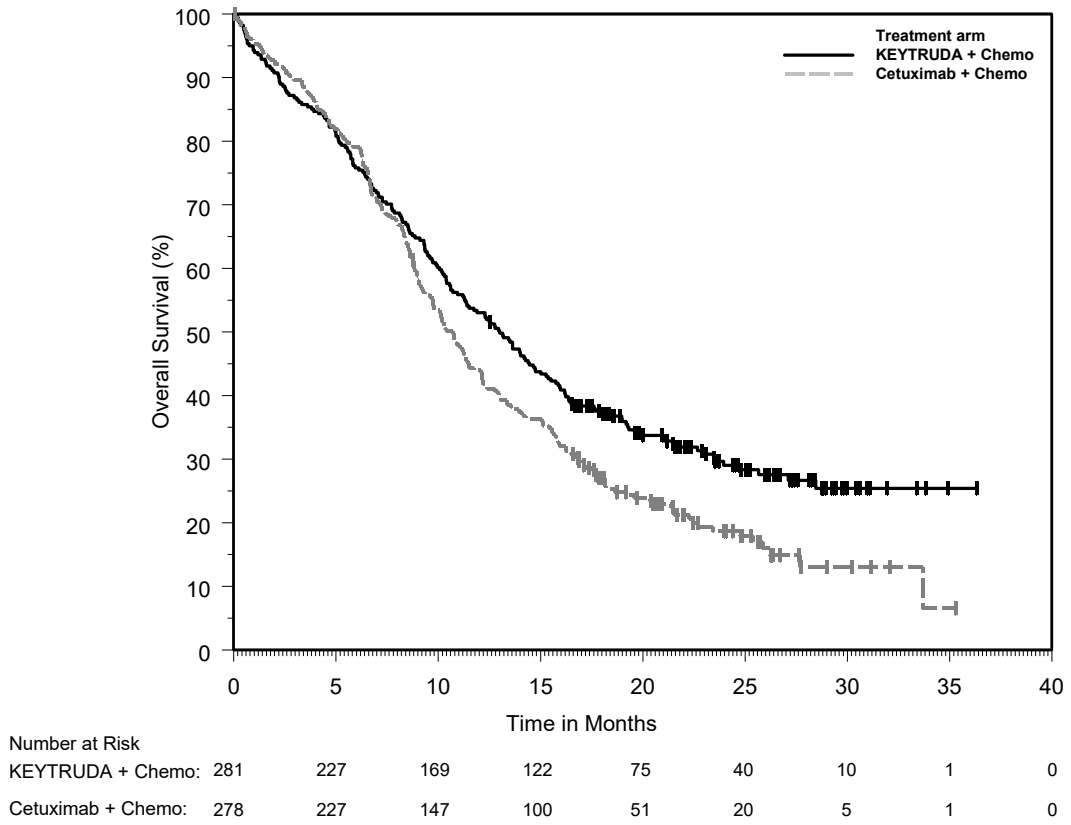 Treatment arm
KEYTRUDA + Chemo
Cetuximab + Chemo
Overall Survival (%)
100
90
80
70
60
50
40
30
20
10
0
0 5 10 15 20 25 30 35 40
Time in Months
Number at Risk
KEYTRUDA + Chemo: 281 227 169 122 75 40 10 1 0
Cetuximab + Chemo: 278 227 147 100 51 20 5 1 0